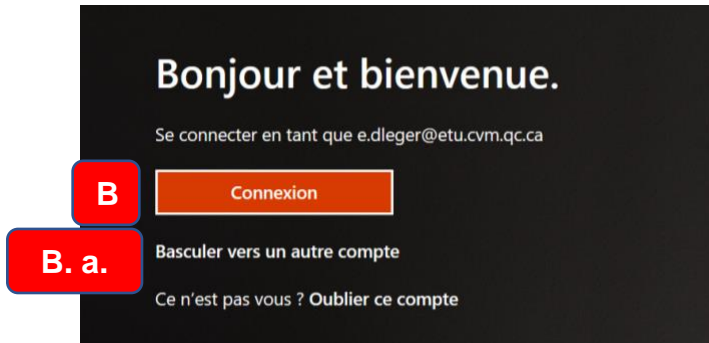 Bonjour et bienvenue.
Se connecter en tant que e.dleger@etu.cvm.qc.ca
B
Connexion
B. a.
Basculer vers un autre compte
Ce n'est pas vous ? Oublier ce compte